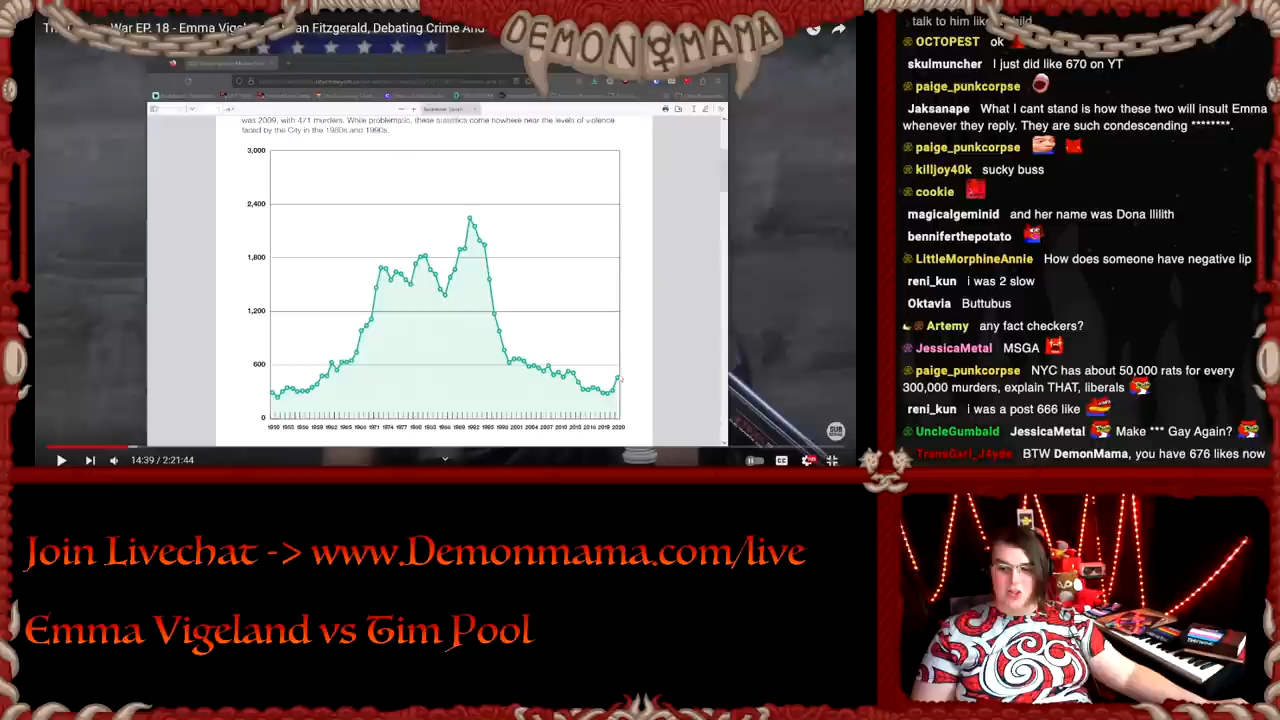 War EP. 18 - Emma
an Fitzgerald, Debating Crime And
DEMON MAMA
was 2009, with 471 murders. While problematic, these statistics come nowhere near the levels of violence
faced by the City in the 1980s and 1990s.
3,000
2,400
1,800
1,200
600
0
SUB
14:39 / 2:21:44
CC
talk to him like
OCTOPEST ok
skulmuncher I just did like 670 on YT
paige_punkcorpse
Jaksanape What I cant stand is how these two will insult Emma
whenever they reply. They are such condescending ********.
paige_punkcorpse
killjoy40k sucky buss
cookie
magicalgeminid and her name was Dona lllilith
benniferthepotato
LittleMorphineAnnie How does someone have negative lip
reni_kun i was 2 slow
Oktavia Buttubus
Artemy any fact checkers?
JessicaMetal MSGA
paige_punkcorpse NYC has about 50,000 rats for every
300,000 murders, explain THAT, liberals
reni_kun i was a post 666 like
UncleGumbald JessicaMetal Make *** Gay Again?
TransGarl_J4yde BTW DemonMama, you have 676 likes now
Join Livechat -> www.Demonmama.com/live
Emma Vigeland vs Tim Pool